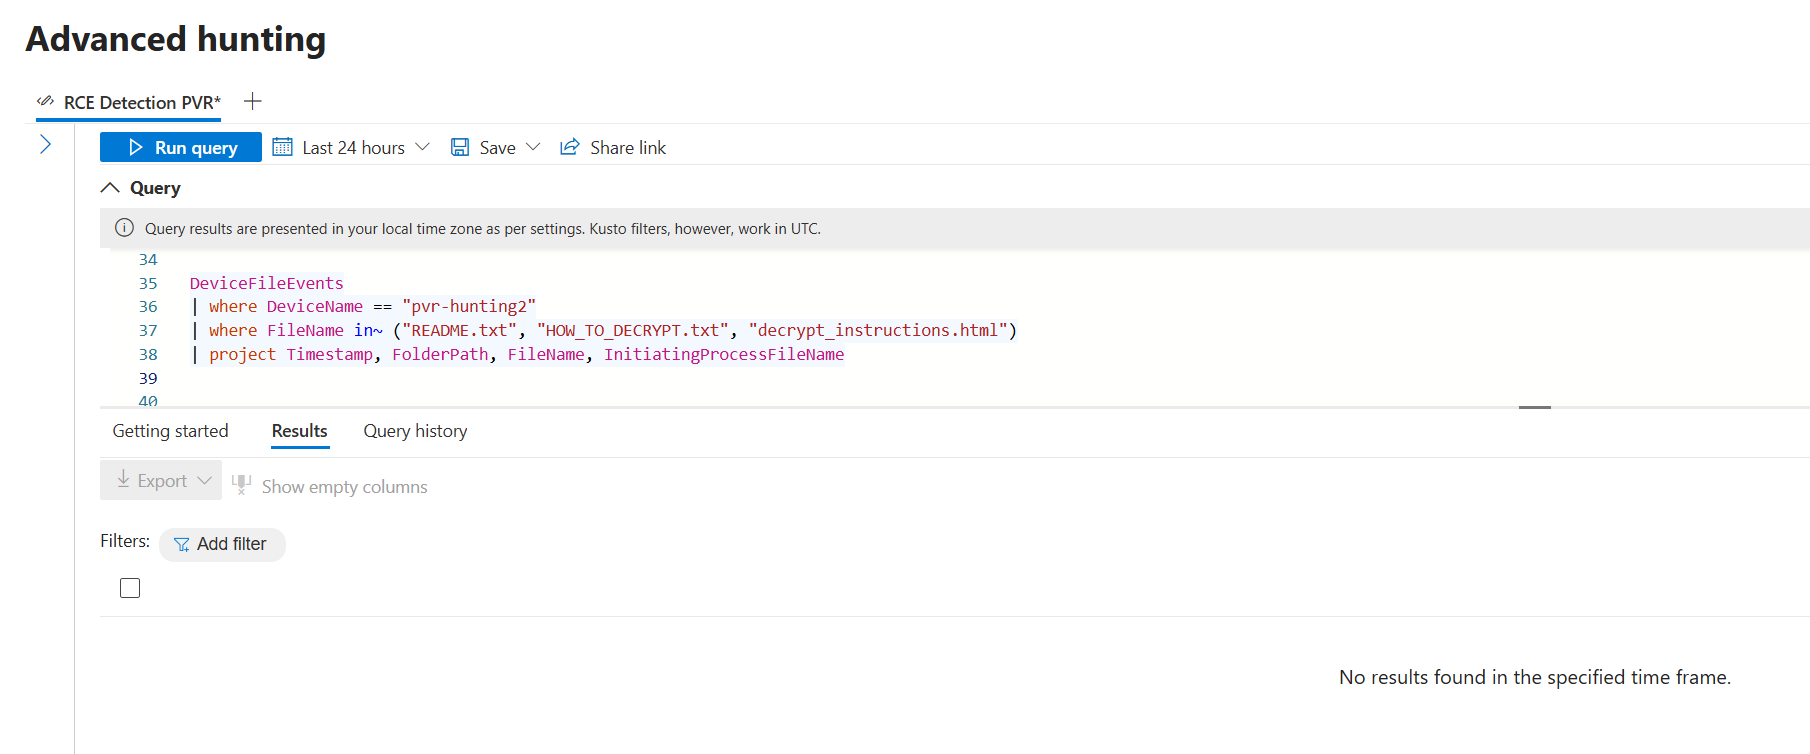 Advanced hunting
RCE Detection PVR*
Run query
Last 24 hours
Save
Share link
Query
Query results are presented in your local time zone as per settings. Kusto filters, however, work in UTC.
34
35 DeviceFileEvents
36 | where DeviceName == "pvr-hunting2"
37 | where FileName in~ ("README.txt", "HOW_TO_DECRYPT.txt", "decrypt_instructions.html")
38 | project Timestamp, FolderPath, FileName, InitiatingProcessFileName
39
40
Getting started
Results
Query history
Export
Show empty columns
Filters:
Add filter
No results found in the specified time frame.